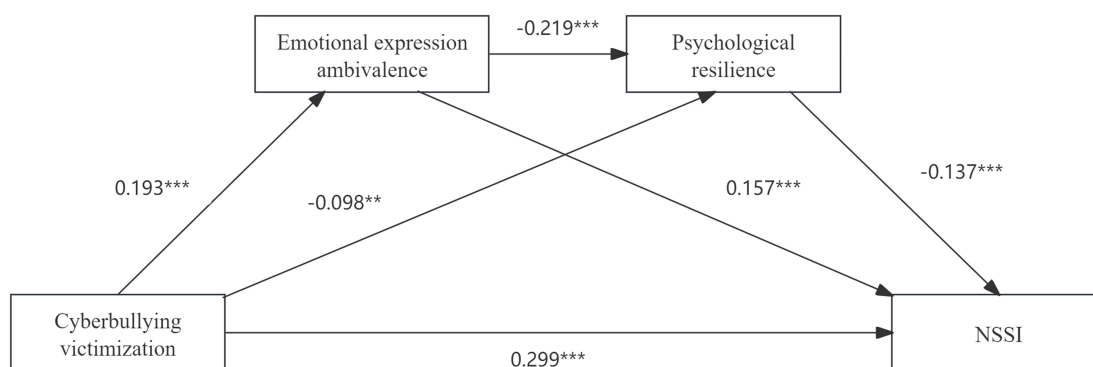 -0.219***
Emotional expression
ambivalence
Psychological
resilience
0.193***
-0.098**
0.157***
-0.137***
Cyberbullying
victimization
NSSI
0.299***